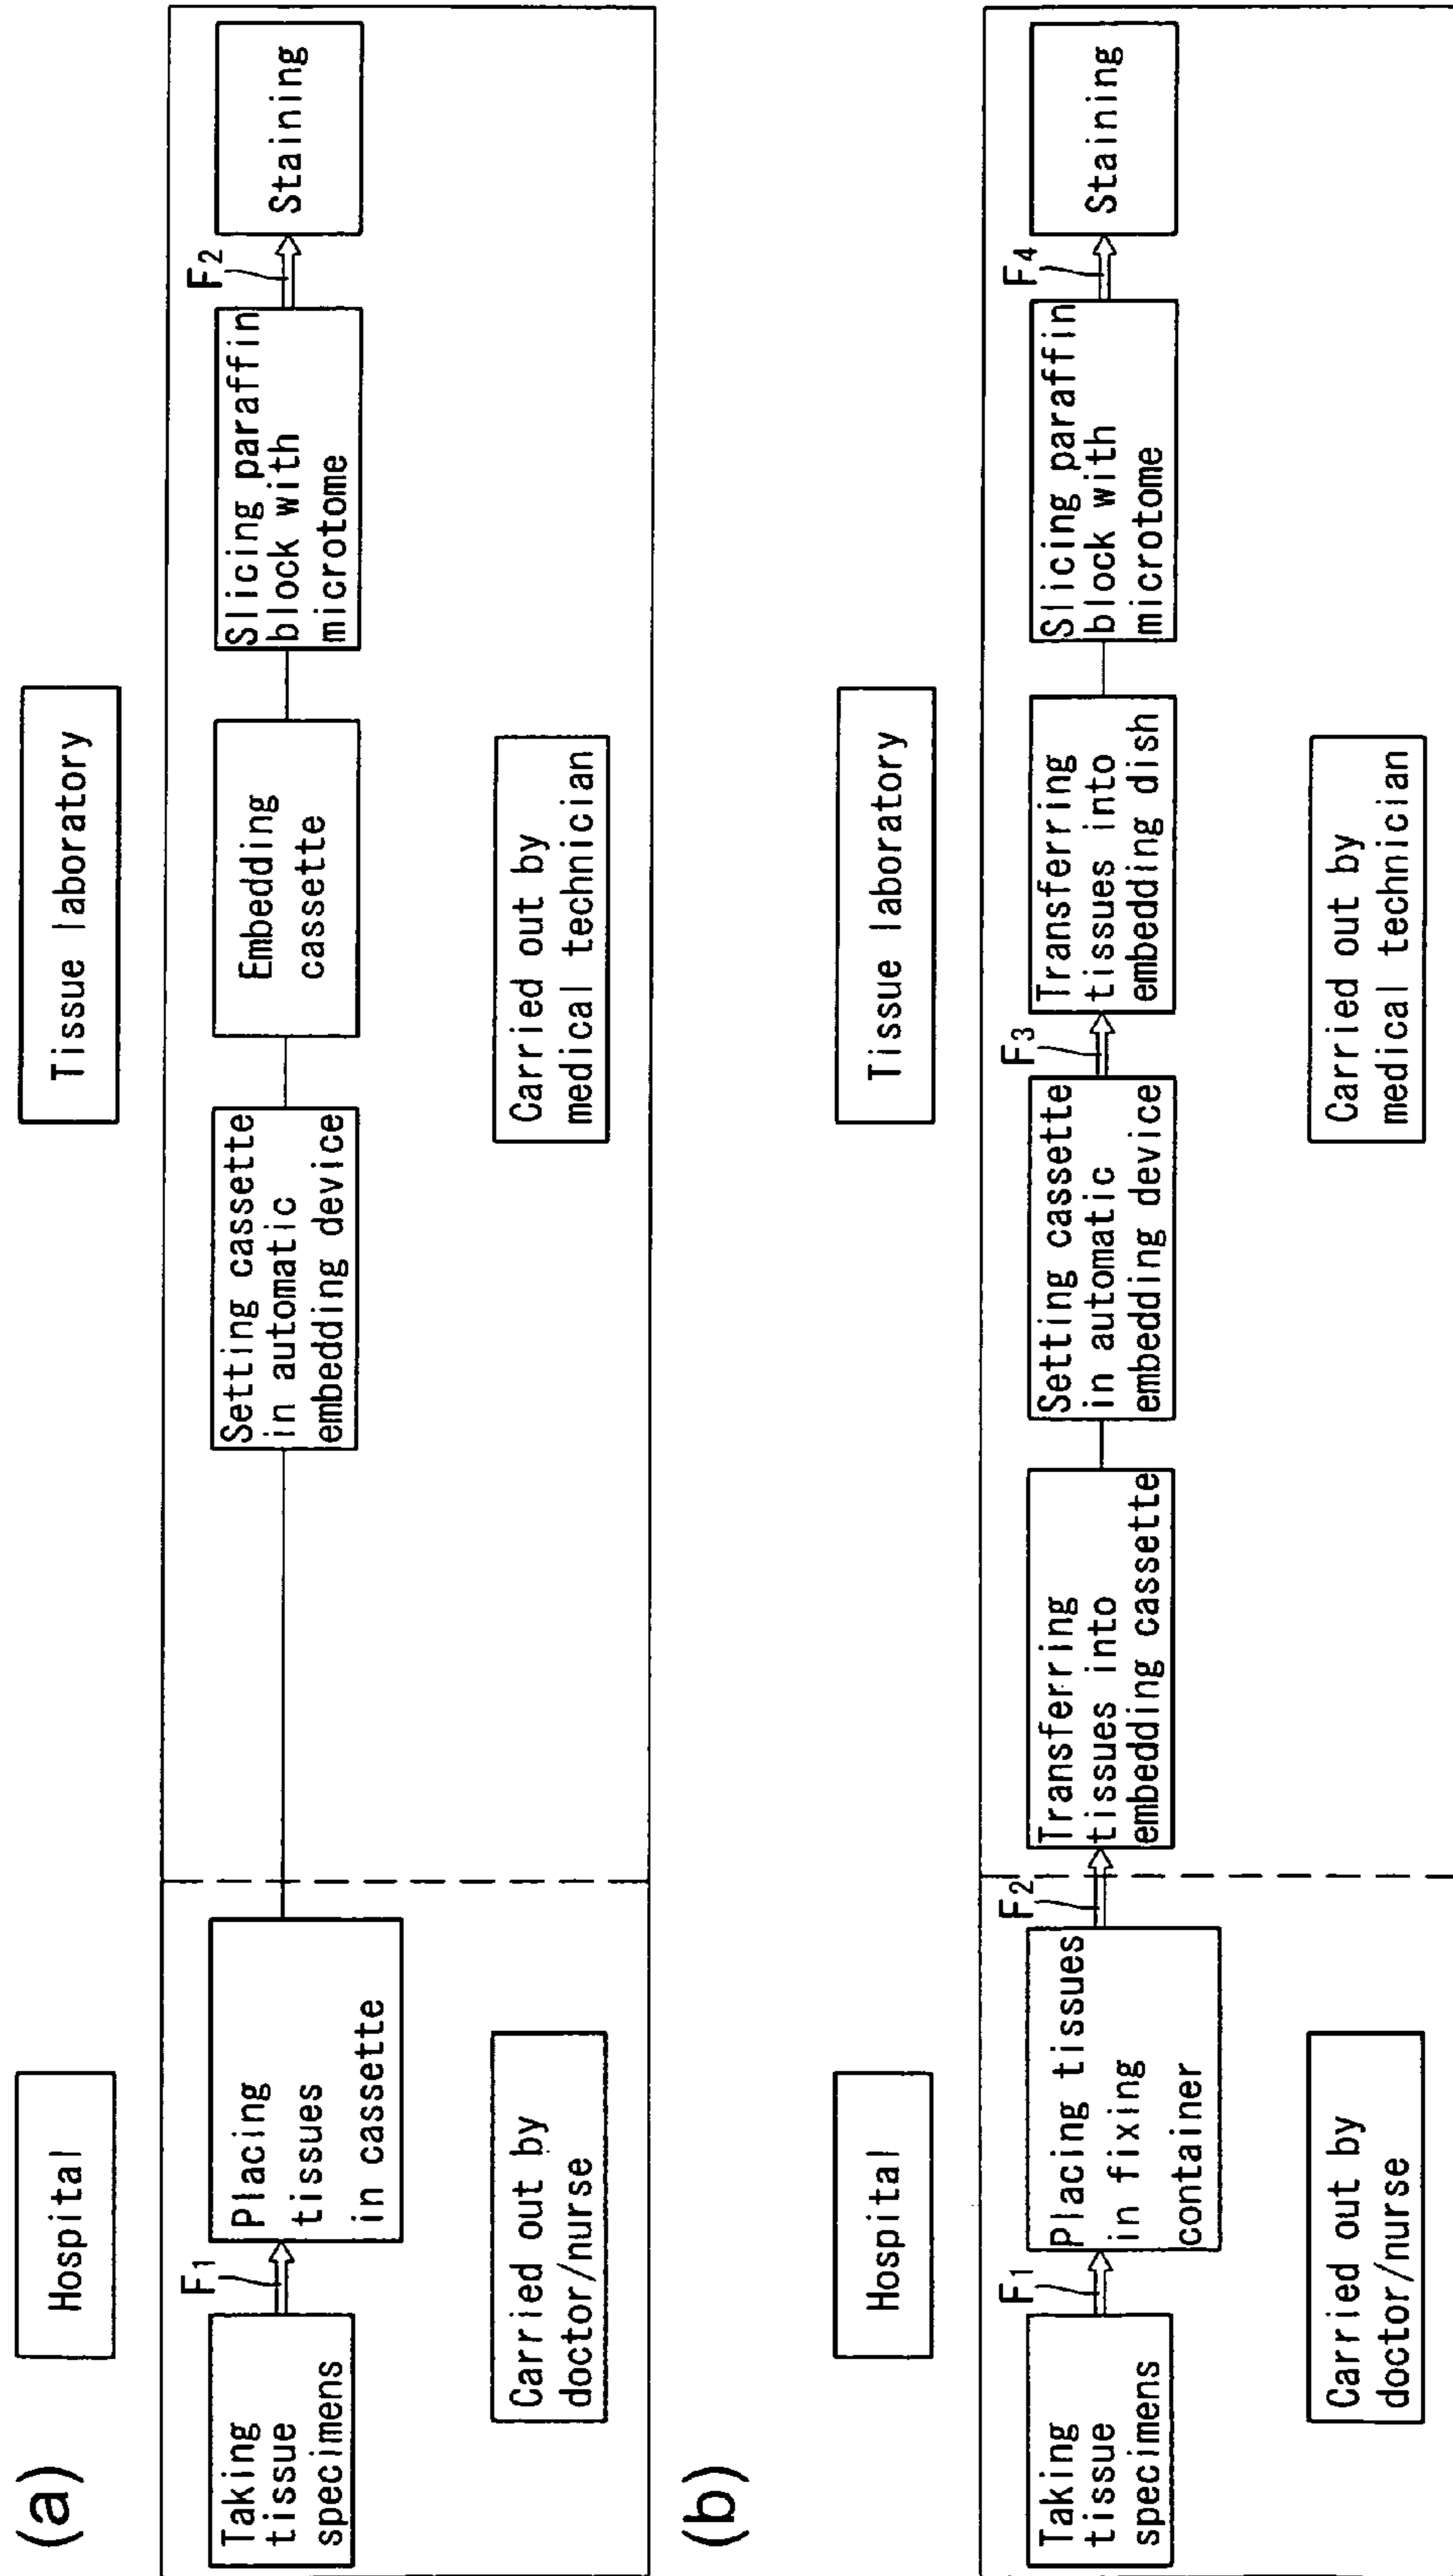 (a)
Hospital
Tissue laboratory
Taking
tissue
specimens
F1
Placing
tissues
in cassette
Setting cassette
in automatic
embedding device
Embedding
cassette
Slicing paraffin
block with
microtome
F2
Staining
Carried out by
doctor/nurse
Carried out by
medical technician
(b)
Hospital
Tissue laboratory
Taking
tissue
specimens
F1
Placing tissues
in fixing
container
F2
Transferring
tissues into
embedding cassette
Setting cassette
in automatic
embedding device
F3
Transferring
tissues into
embedding dish
Slicing paraffin
block with
microtome
F4
Staining
Carried out by
doctor/nurse
Carried out by
medical technician